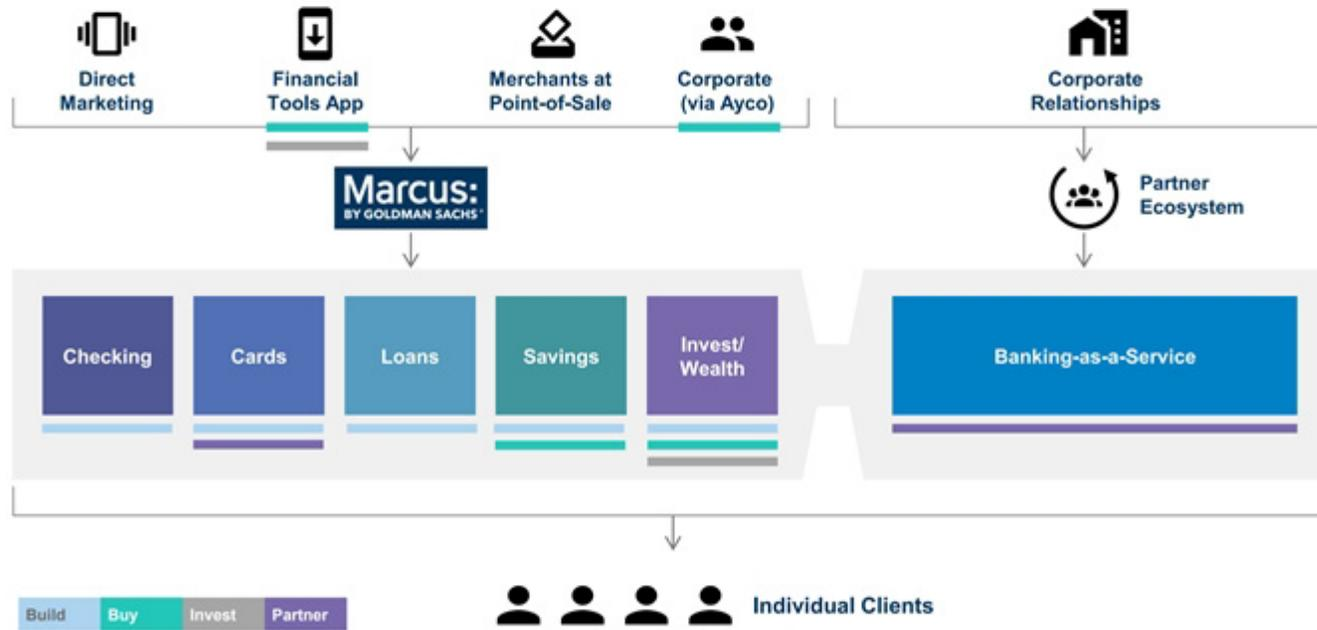 Direct
Marketing
Financial
Tools App
Merchants at
Point-of-Sale
Corporate
(via Ayco)
Corporate
Relationships
Marcus:
BY GOLDMAN SACHS
Partner
Ecosystem
Checking
Cards
Loans
Savings
Invest/
Wealth
Banking-as-a-Service
Build
Buy
Invest
Partner
Individual Clients